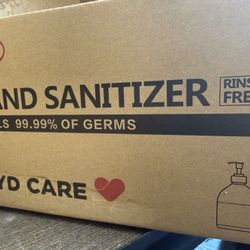 AND SANITIZER
RINS
FRE
LS 99.99% OF GERMS
YD CARE